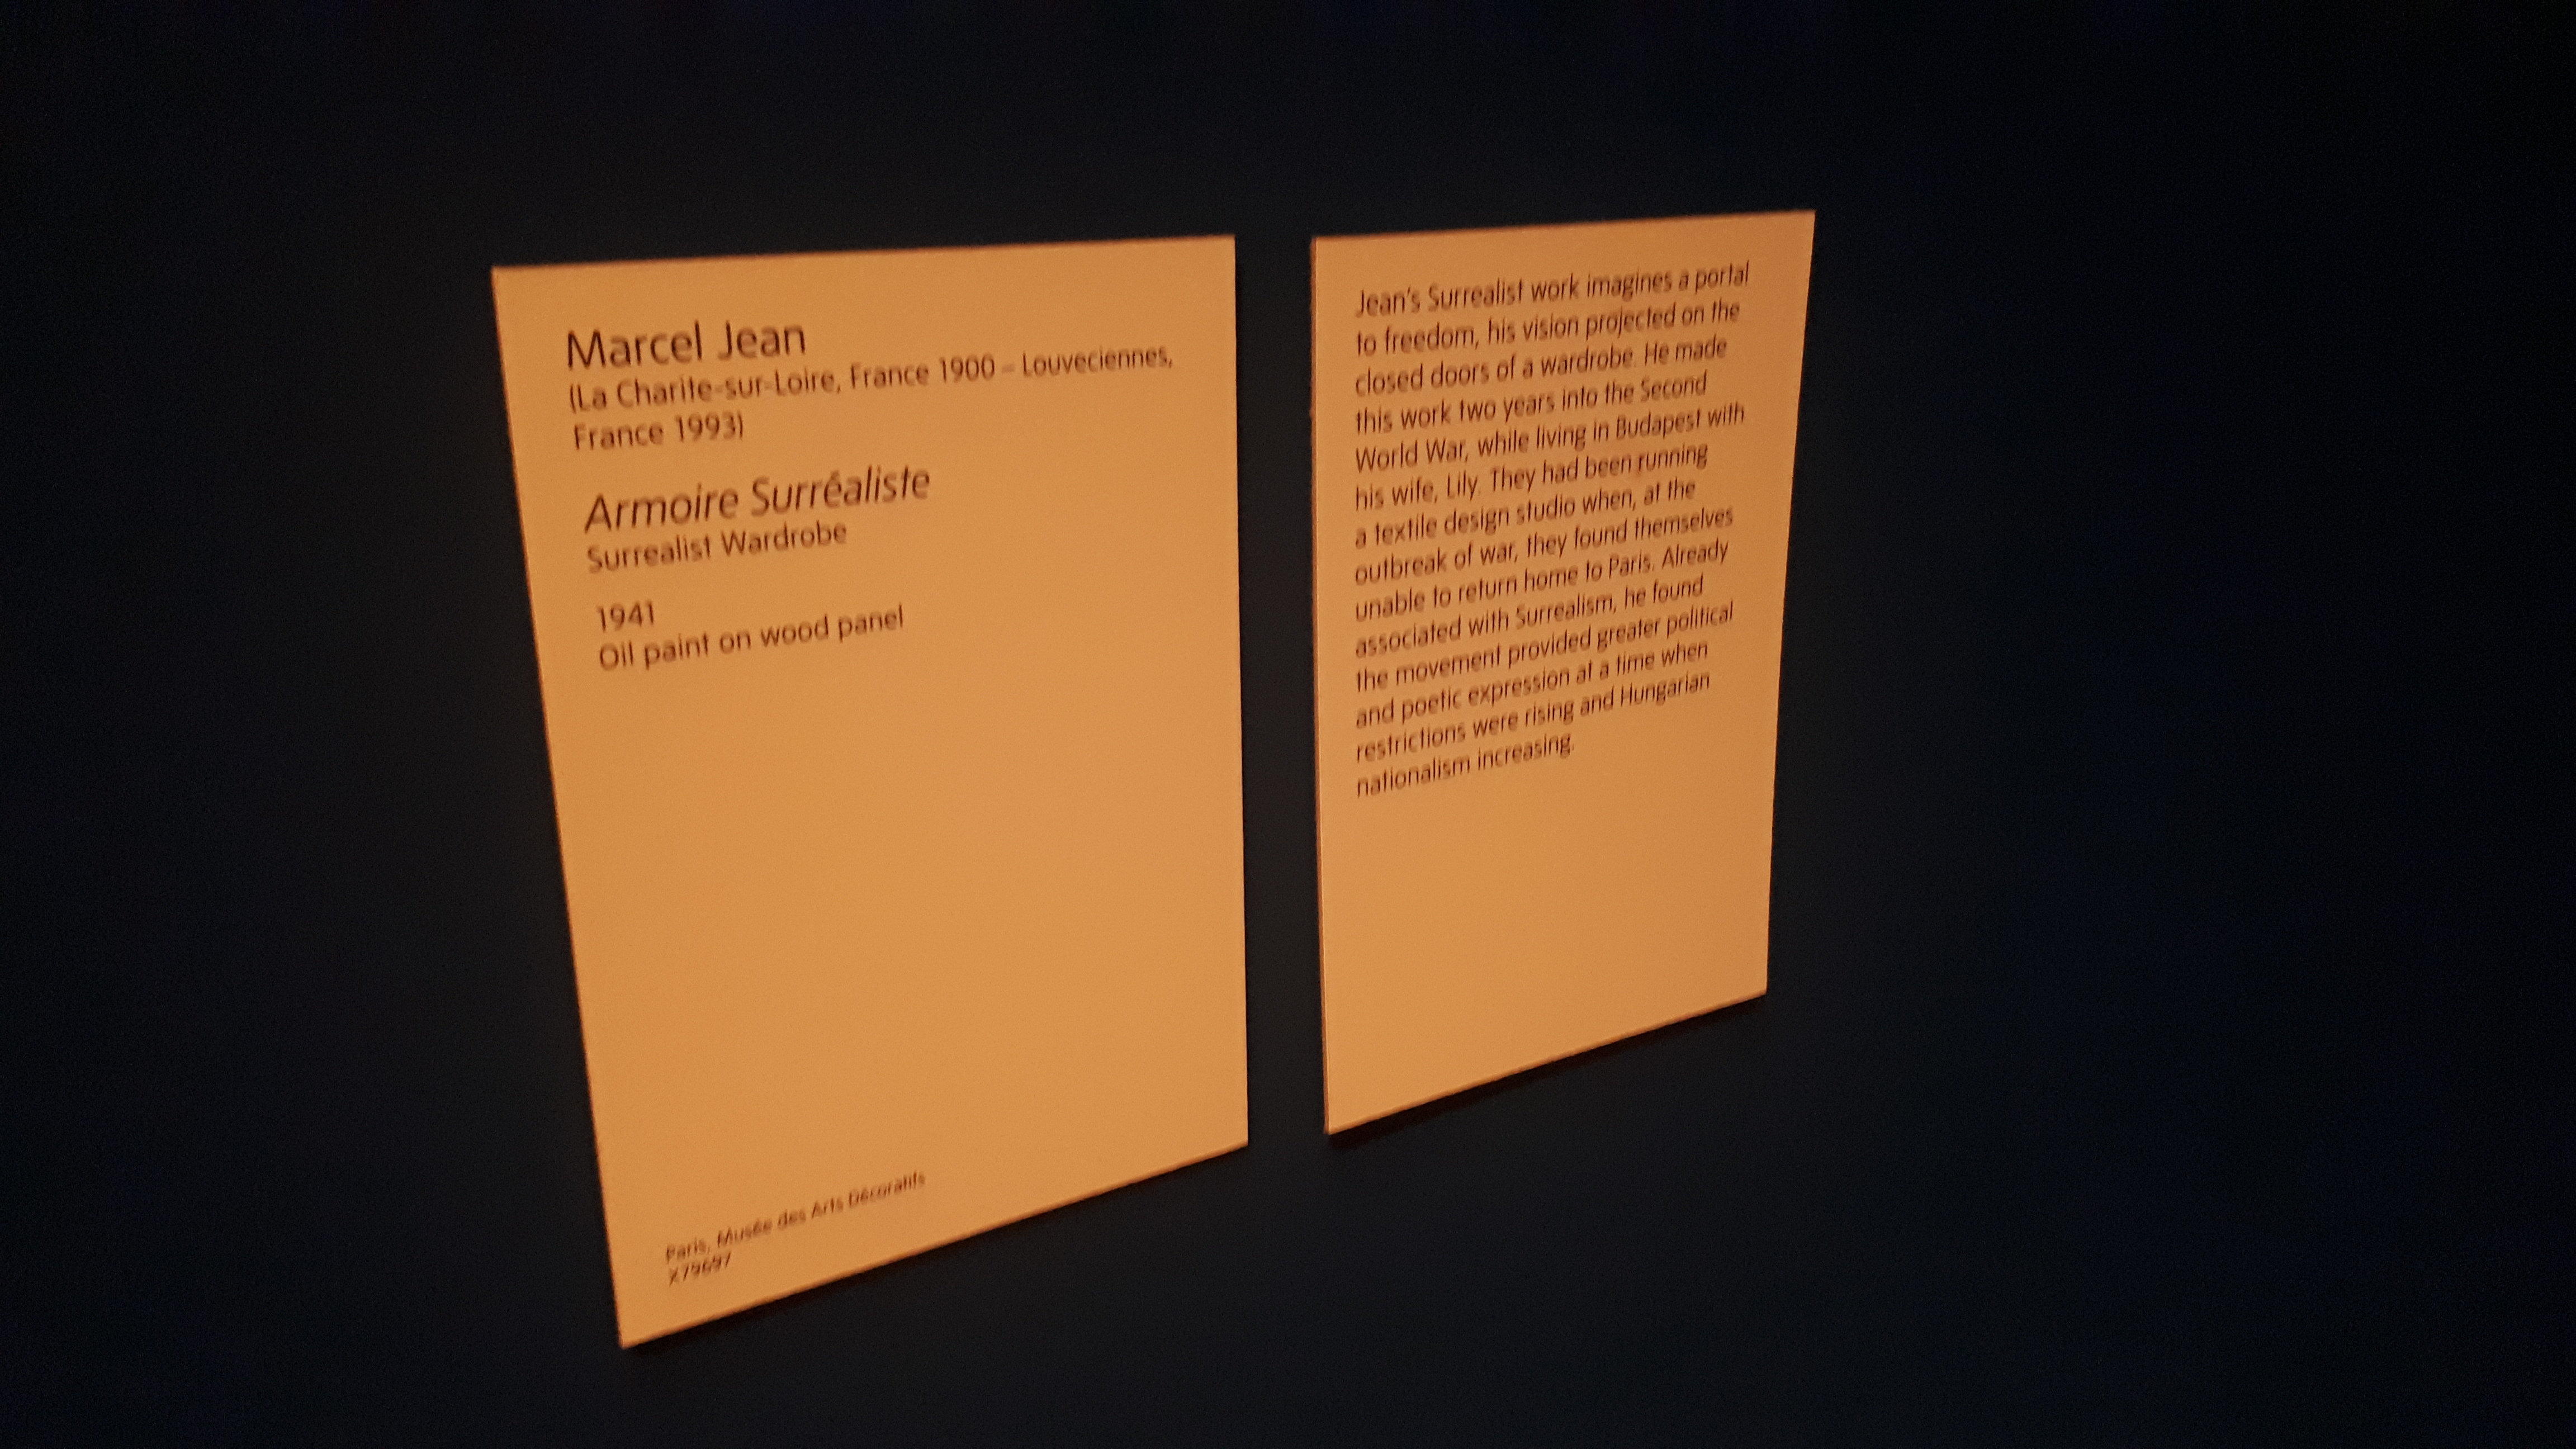 Marcel Jean
(La Charite-sur-Loire, France 1900 – Louveciennes,
France 1993)
Armoire Surréaliste
Surrealist Wardrobe
1941
Oil paint on wood panel
Paris, Musée des Arts Décoratifs
X79697
Jean's Surrealist work imagines a portal
to freedom, his vision projected on the
closed doors of a wardrobe. He made
this work two years into the Second
World War, while living in Budapest with
his wife, Lily. They had been running
a textile design studio when, at the
outbreak of war, they found themselves
unable to return home to Paris. Already
associated with Surrealism, he found
the movement provided greater political
and poetic expression at a time when
restrictions were rising and Hungarian
nationalism increasing.